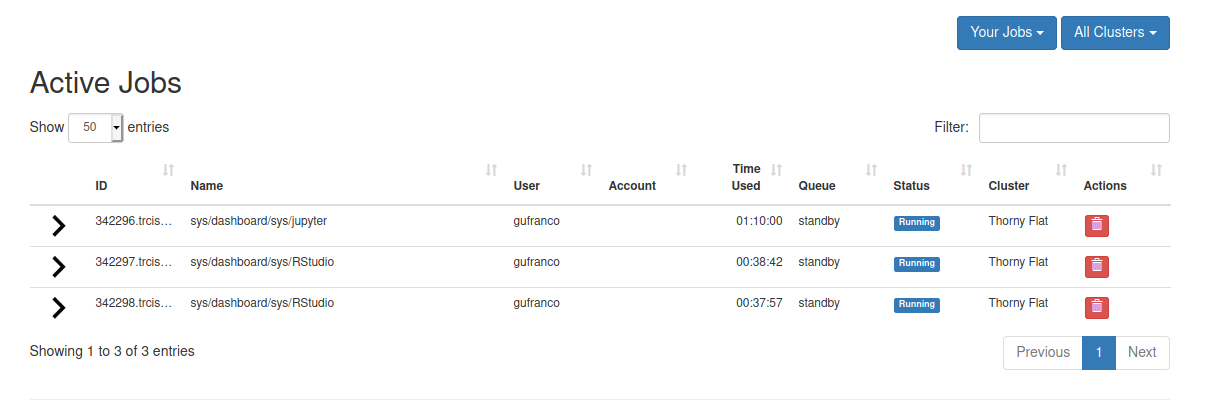 Your Jobs All Clusters
Active Jobs
Show 50 entries Filter:
ID Name User Account Time Used Queue Status Cluster Actions
342296.trcis… sys/dashboard/sys/jupyter gufranco 01:10:00 standby Running Thorny Flat
342297.trcis… sys/dashboard/sys/RStudio gufranco 00:38:42 standby Running Thorny Flat
342298.trcis… sys/dashboard/sys/RStudio gufranco 00:37:57 standby Running Thorny Flat
Showing 1 to 3 of 3 entries Previous 1 Next